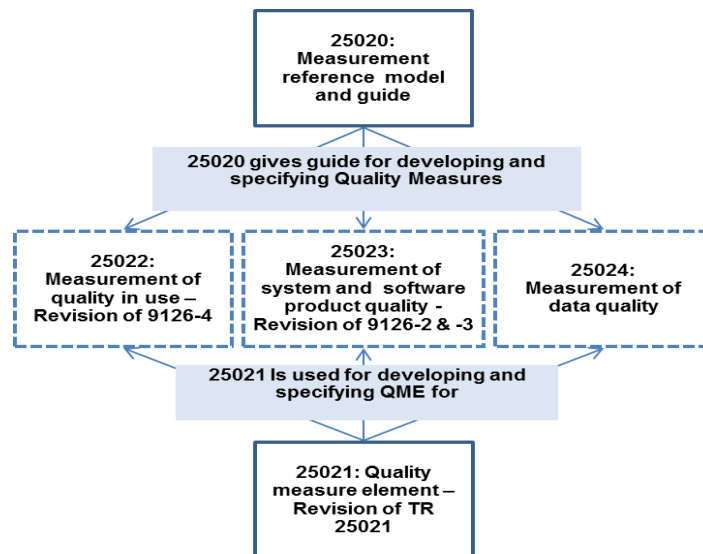 25020:
Measurement
reference model
and guide
25020 gives guide for developing and
specifying Quality Measures
25022:
Measurement of
quality in use –
Revision of 9126-4
25023:
Measurement of
system and software
product quality -
Revision of 9126-2 & -3
25024:
Measurement of
data quality
25021 Is used for developing and
specifying QME for
25021: Quality
measure element –
Revision of TR
25021